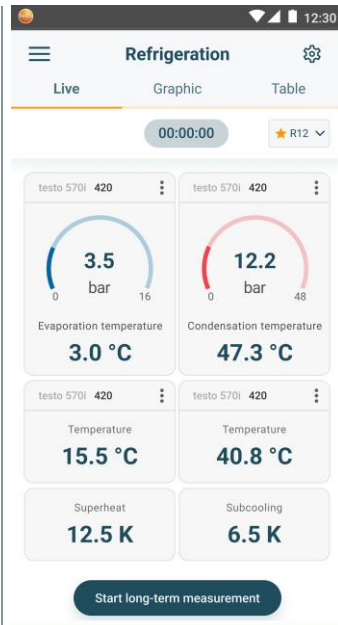 12:30
Refrigeration
Live Graphic Table
00:00:00 R12
testo 570i 420 testo 570i 420
3.5 12.2
bar bar
0 16 0 48
Evaporation temperature Condensation temperature
3.0 °C 47.3 °C
testo 570i 420 testo 570i 420
Temperature Temperature
15.5 °C 40.8 °C
Superheat Subcooling
12.5 K 6.5 K
Start long-term measurement